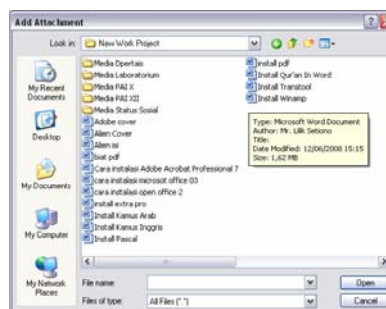 Add Attachment
Look in: New Work Project
My Recent Documents
Desktop
My Documents
My Computer
My Network Places
Media Dpertais
Media Laboratorium
Media PAI X
Media PAI XII
Media Status Sosial
Adobe cover
Alien Cover
Alien isi
biat pdf
Cara instalasi Adobe Acrobat Professional 7
cara instalasi microsot office 03
cara instalasi open office 2
install extra pro
Install Kamus Arab
Install Kamus Inggris
Install Pascal
install pdf
Install Qur'an In Word
Install Transtool
Install Winamp
Type: Microsoft Word Document
Author: Mr. Lilik Setiono
Title:
Date Modified: 12/06/2008 15:15
Size: 1,62 MB
File name:
Open
Files of type: All Files (*.*)
Cancel